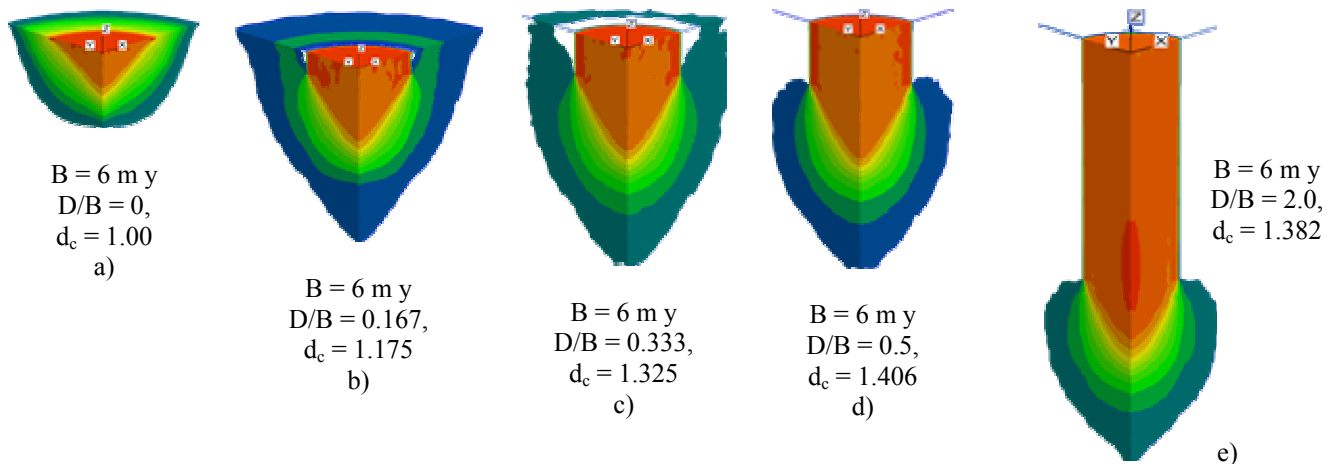 Z
Y X
B = 6 m y
D/B = 0,
d_c = 1.00
a)
Z
X X
B = 6 m y
D/B = 0.167,
d_c = 1.175
b)
Z
Y X
B = 6 m y
D/B = 0.333,
d_c = 1.325
c)
Z
Y X
B = 6 m y
D/B = 0.5,
d_c = 1.406
d)
Z
Y X
B = 6 m y
D/B = 2.0,
d_c = 1.382
e)